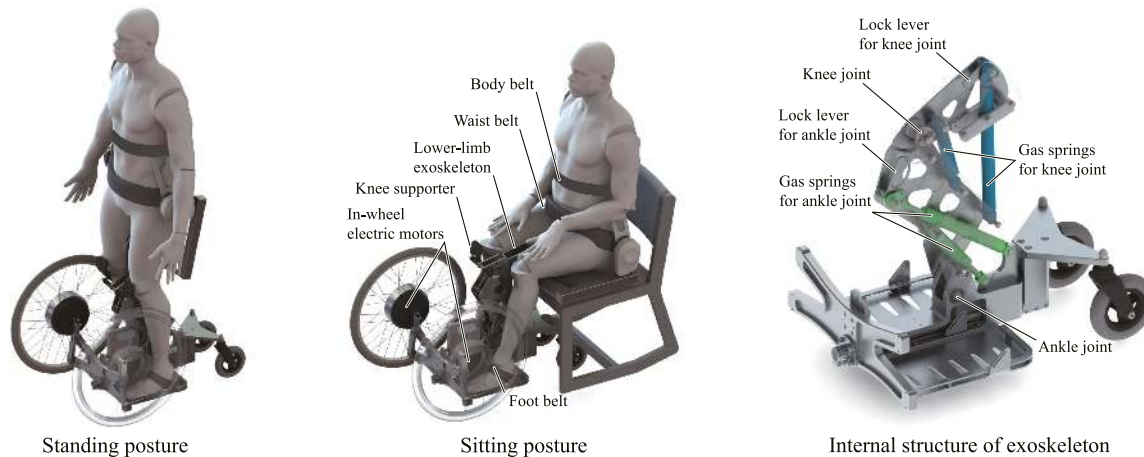 Body belt
Waist belt
Lower-limb
exoskeleton
Knee supporter
In-wheel
electric motors
Foot belt
Lock lever
for knee joint
Knee joint
Lock lever
for ankle joint
Gas springs
for knee joint
Gas springs
for ankle joint
Ankle joint
Standing posture
Sitting posture
Internal structure of exoskeleton